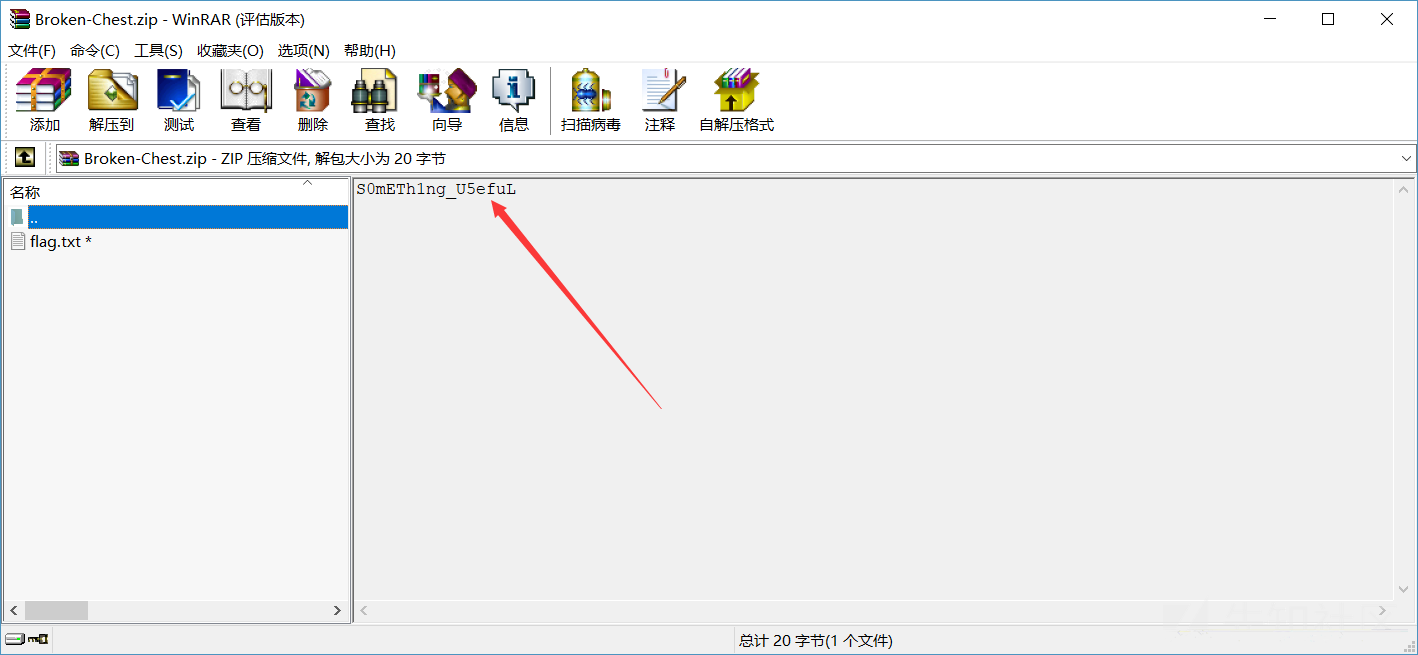 Broken-Chest.zip - WinRAR (评估版本)
文件(F) 命令(C) 工具(S) 收藏夹(O) 选项(N) 帮助(H)
添加 解压到 测试 查看 删除 查找 向导 信息 扫描病毒 注释 自解压格式
Broken-Chest.zip - ZIP 压缩文件, 解包大小为 20 字节
名称
S0mETh1ng_U5efuL
..
flag.txt *
总计 20 字节(1 个文件)